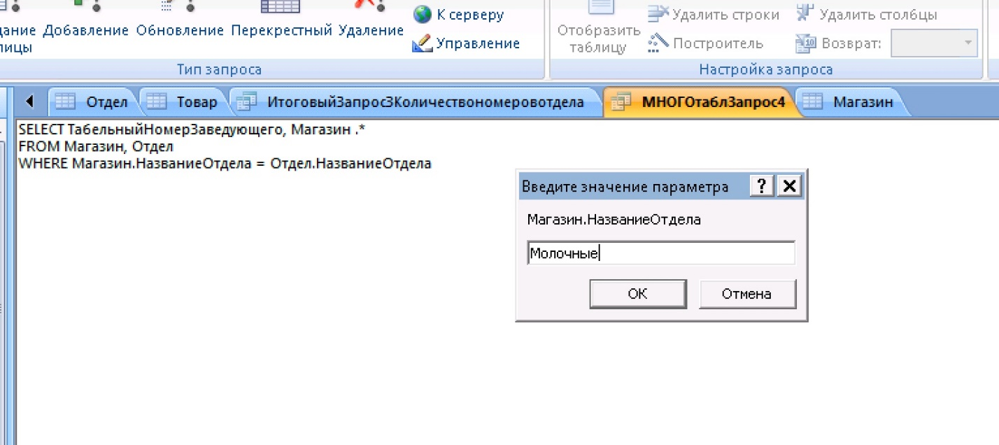 К серверу
Удалить строки
Удалить столбцы
дание Добавление Обновление Перекрестный Удаление
лицы
Управление
Отобразить
таблицу
Построитель
10 Возврат:
Тип запроса
Настройка запроса
Отдел
Товар
ИтоговыйЗапрос3Количествономеровотдела
МНОГОтаблЗапрос4
Магазин
SELECT ТабельныйНомерЗаведующего, Магазин .*
FROM Магазин, Отдел
WHERE Магазин.НазваниеОтдела = Отдел.НазваниеОтдела
Введите значение параметра
?
Магазин.НазваниеОтдела
Молочные
ОК
Отмена